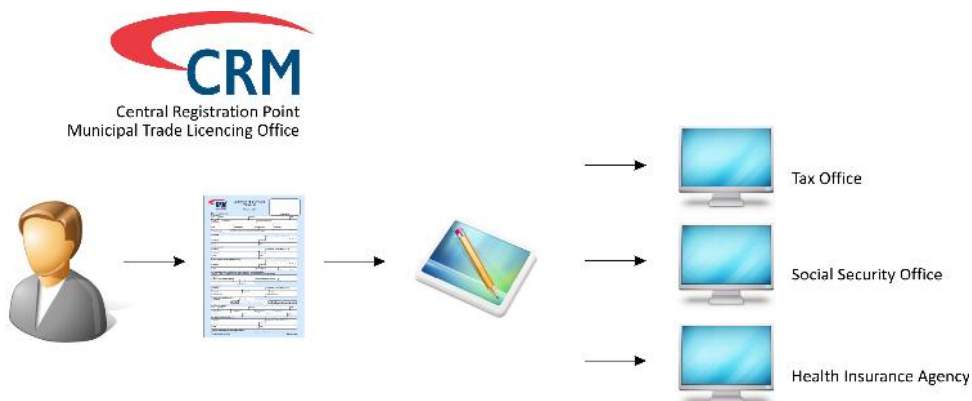 CRM
Central Registration Point
Municipal Trade Licencing Office
Tax Office
Social Security Office
Health Insurance Agency